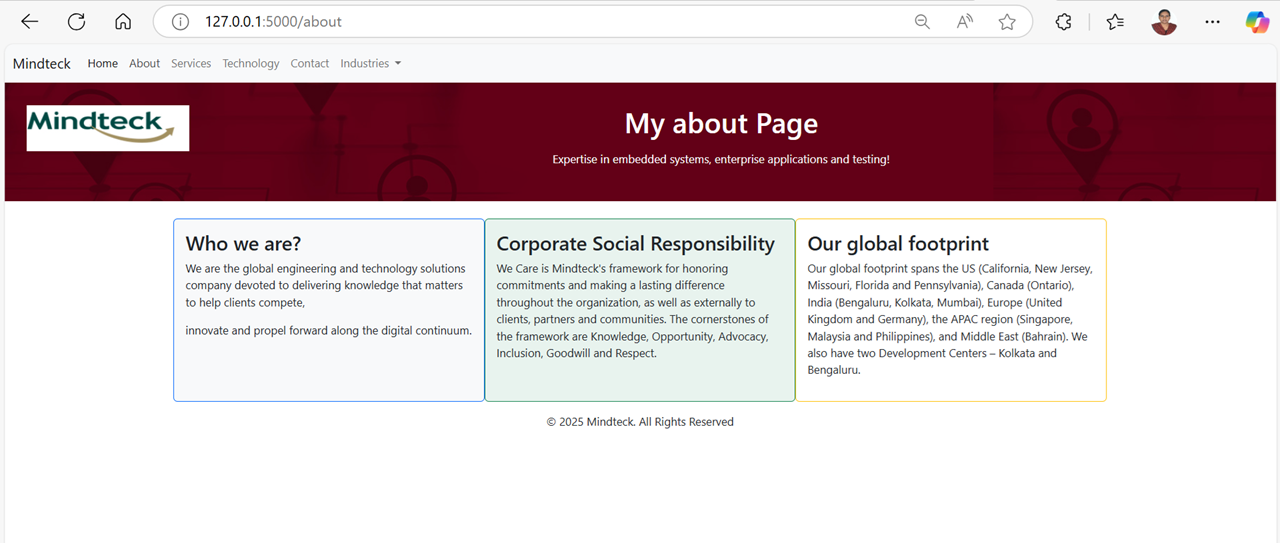 127.0.0.1:5000/about
Mindteck Home About Services Technology Contact Industries
Mindteck
My about Page
Expertise in embedded systems, enterprise applications and testing!
Who we are?
We are the global engineering and technology solutions
company devoted to delivering knowledge that matters
to help clients compete,
innovate and propel forward along the digital continuum.
Corporate Social Responsibility
We Care is Mindteck's framework for honoring
commitments and making a lasting difference
throughout the organization, as well as externally to
clients, partners and communities. The cornerstones of
the framework are Knowledge, Opportunity, Advocacy,
Inclusion, Goodwill and Respect.
Our global footprint
Our global footprint spans the US (California, New Jersey,
Missouri, Florida and Pennsylvania), Canada (Ontario),
India (Bengaluru, Kolkata, Mumbai), Europe (United
Kingdom and Germany), the APAC region (Singapore,
Malaysia and Philippines), and Middle East (Bahrain). We
also have two Development Centers – Kolkata and
Bengaluru.
© 2025 Mindteck. All Rights Reserved